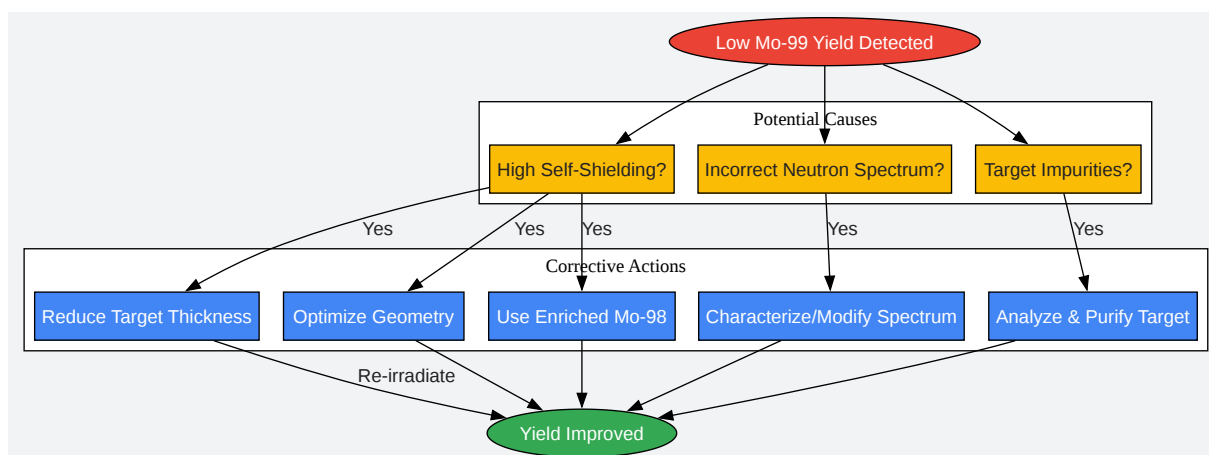 Low Mo-99 Yield Detected
Potential Causes
High Self-Shielding?
Incorrect Neutron Spectrum?
Target Impurities?
Yes
Yes
Yes
Yes
Yes
Corrective Actions
Reduce Target Thickness
Optimize Geometry
Use Enriched Mo-98
Characterize/Modify Spectrum
Analyze & Purify Target
Re-irradiate
Yield Improved